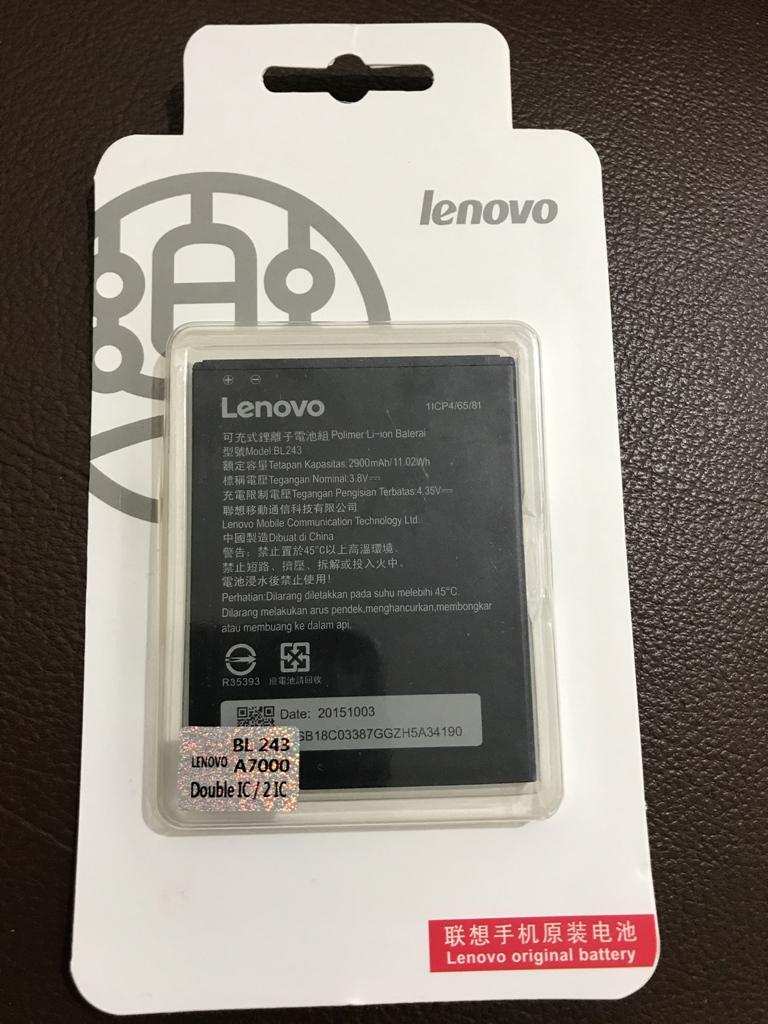 lenovo
Lenovo
1ICP4/65/81
可充式鋰離子電池組 Polimer Li-ion Baterai
型號Model:BL243
額定容量Tetapan Kapasitas:2900mAh/11.02Wh
標稱電壓Tegangan Nominal:3.8V⎓
充電限制電壓Tegangan Pengisian Terbatas:4.35V⎓
聯想移動通信科技有限公司
Lenovo Mobile Communication Technology Ltd.
中國製造Dibuat di China
警告：禁止置於45°C以上高溫環境、
禁止短路、擠壓、拆解或投入火中、
電池浸水後禁止使用!
Perhatian:Dilarang diletakkan pada suhu melebihi 45°C.
Dilarang melakukan arus pendek,menghancurkan,membongkar
atau membuang ke dalam api.
R35393 廢電池請回收
Date: 20151003
SB18C03387GGZH5A34190
BL 243
LENOVO A7000
Double IC / 2 IC
联想手机原装电池
Lenovo original battery